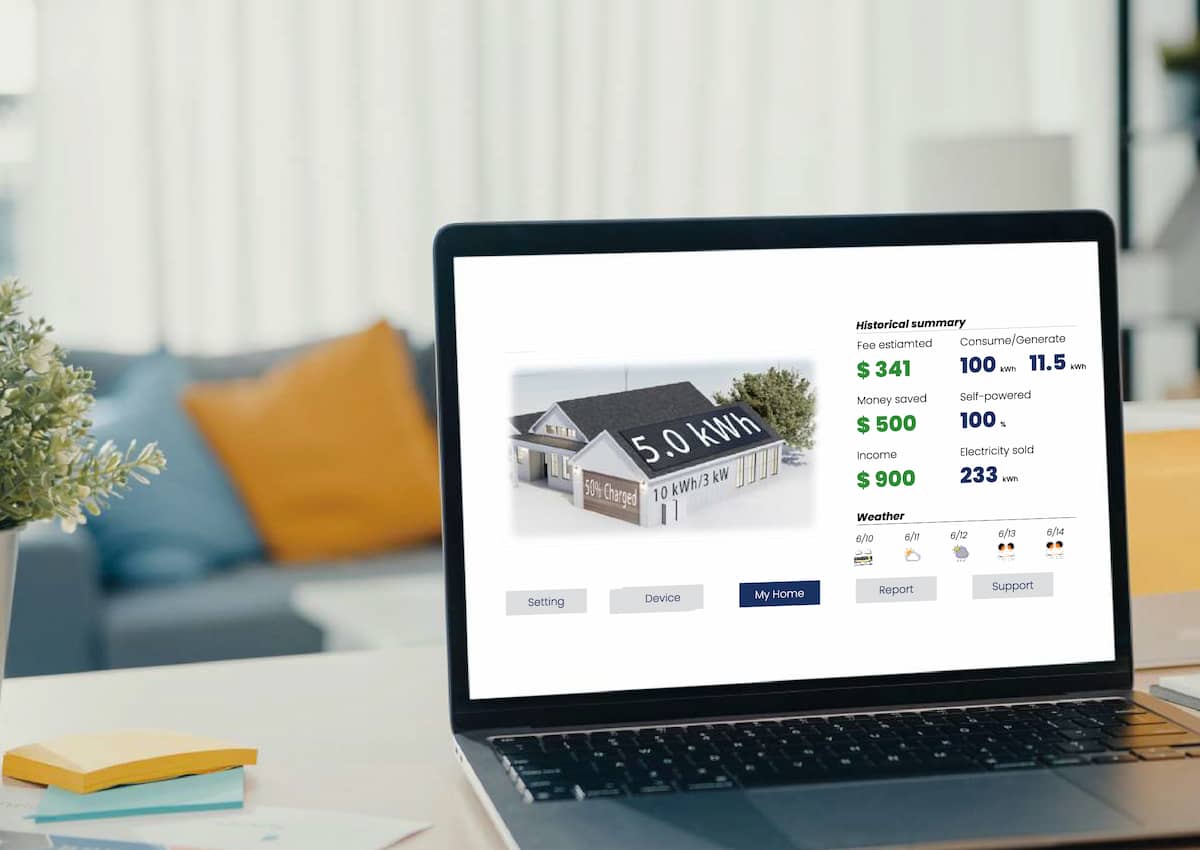 Historical summary
Fee estiamted
Consume/Generate
$ 341
100 kWh 11.5 kWh
Money saved
Self-powered
$ 500
100 %
Income
Electricity sold
$ 900
233 kWh
5.0 kWh
50% Charged
10 kWh/3 kW
Weather
6/10 6/11 6/12 6/13 6/14
Setting
Device
My Home
Report
Support